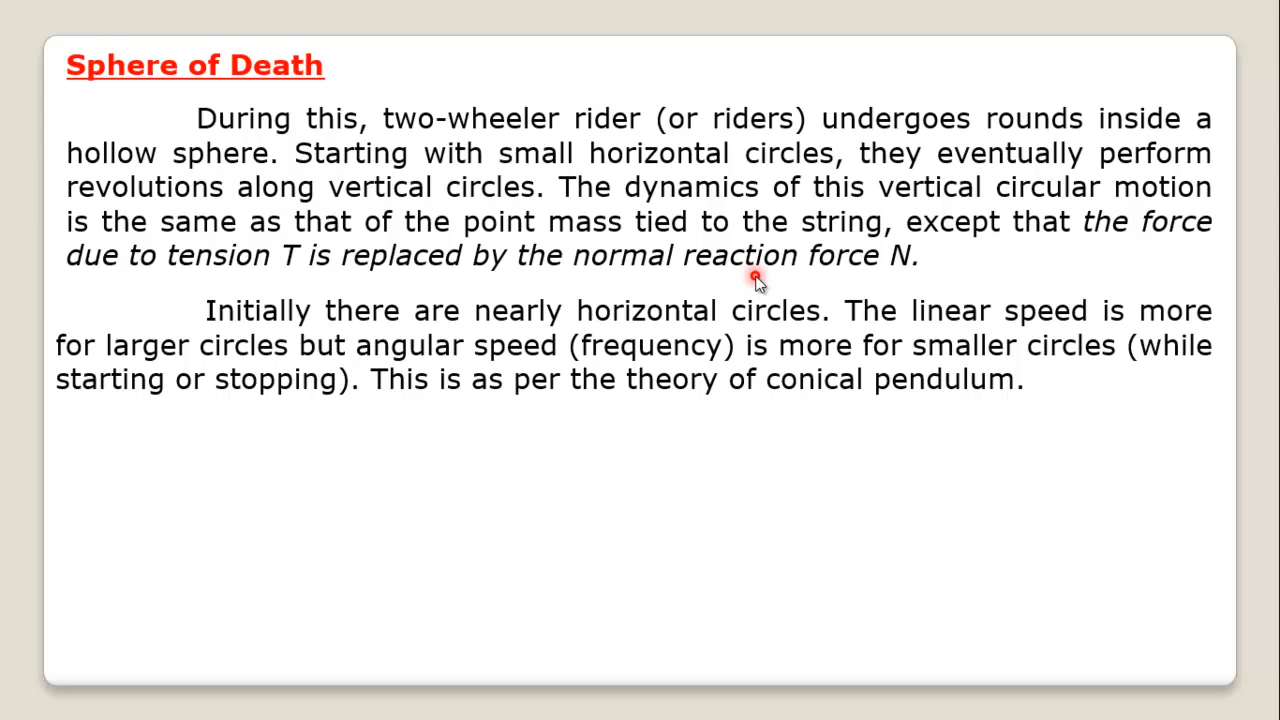 Sphere of Death
During this, two-wheeler rider (or riders) undergoes rounds inside a
hollow sphere. Starting with small horizontal circles, they eventually perform
revolutions along vertical circles. The dynamics of this vertical circular motion
is the same as that of the point mass tied to the string, except that the force
due to tension T is replaced by the normal reaction force N.
Initially there are nearly horizontal circles. The linear speed is more
for larger circles but angular speed (frequency) is more for smaller circles (while
starting or stopping). This is as per the theory of conical pendulum.